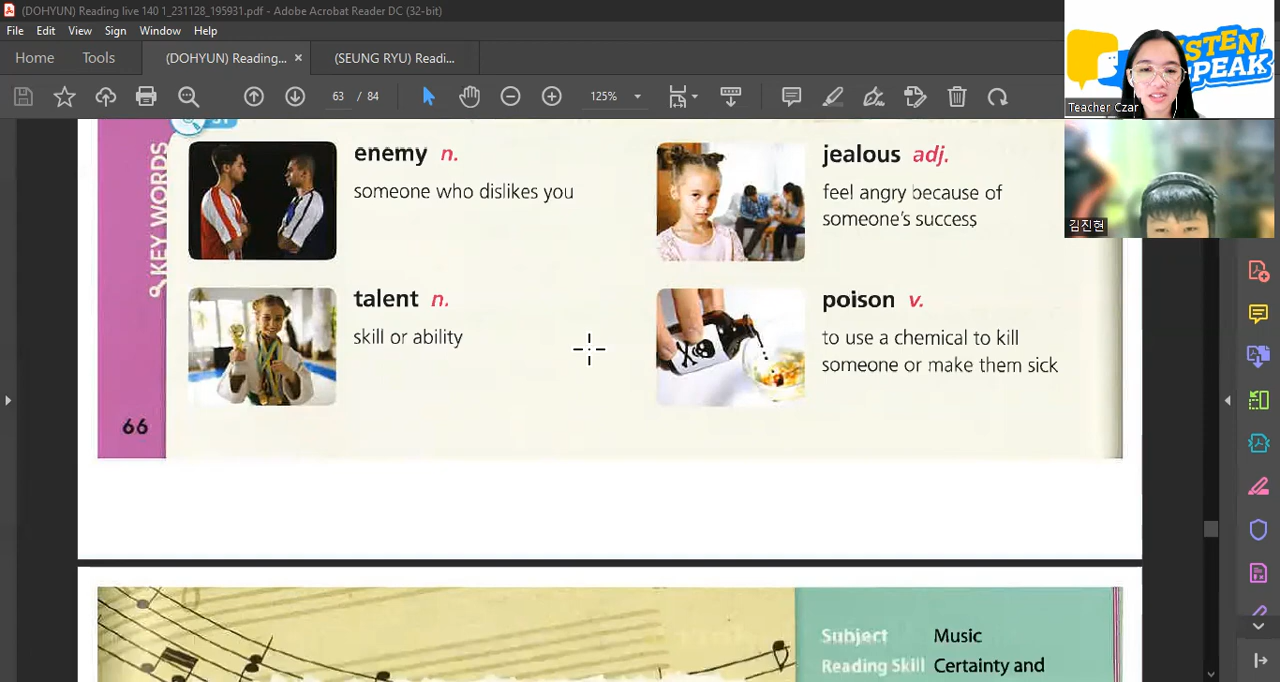 (DOHYUN) Reading live 140 1_231128_195931.pdf - Adobe Acrobat Reader DC (32-bit)
File Edit View Sign Window Help
Home Tools (DOHYUN) Reading... × (SEUNG RYU) Readi...
63 / 84 125%
KEY WORDS
enemy n.
someone who dislikes you
jealous adj.
feel angry because of
someone's success
talent n.
skill or ability
poison v.
to use a chemical to kill
someone or make them sick
66
Subject Music
Reading Skill Certainty and
Teacher Czar
김진현